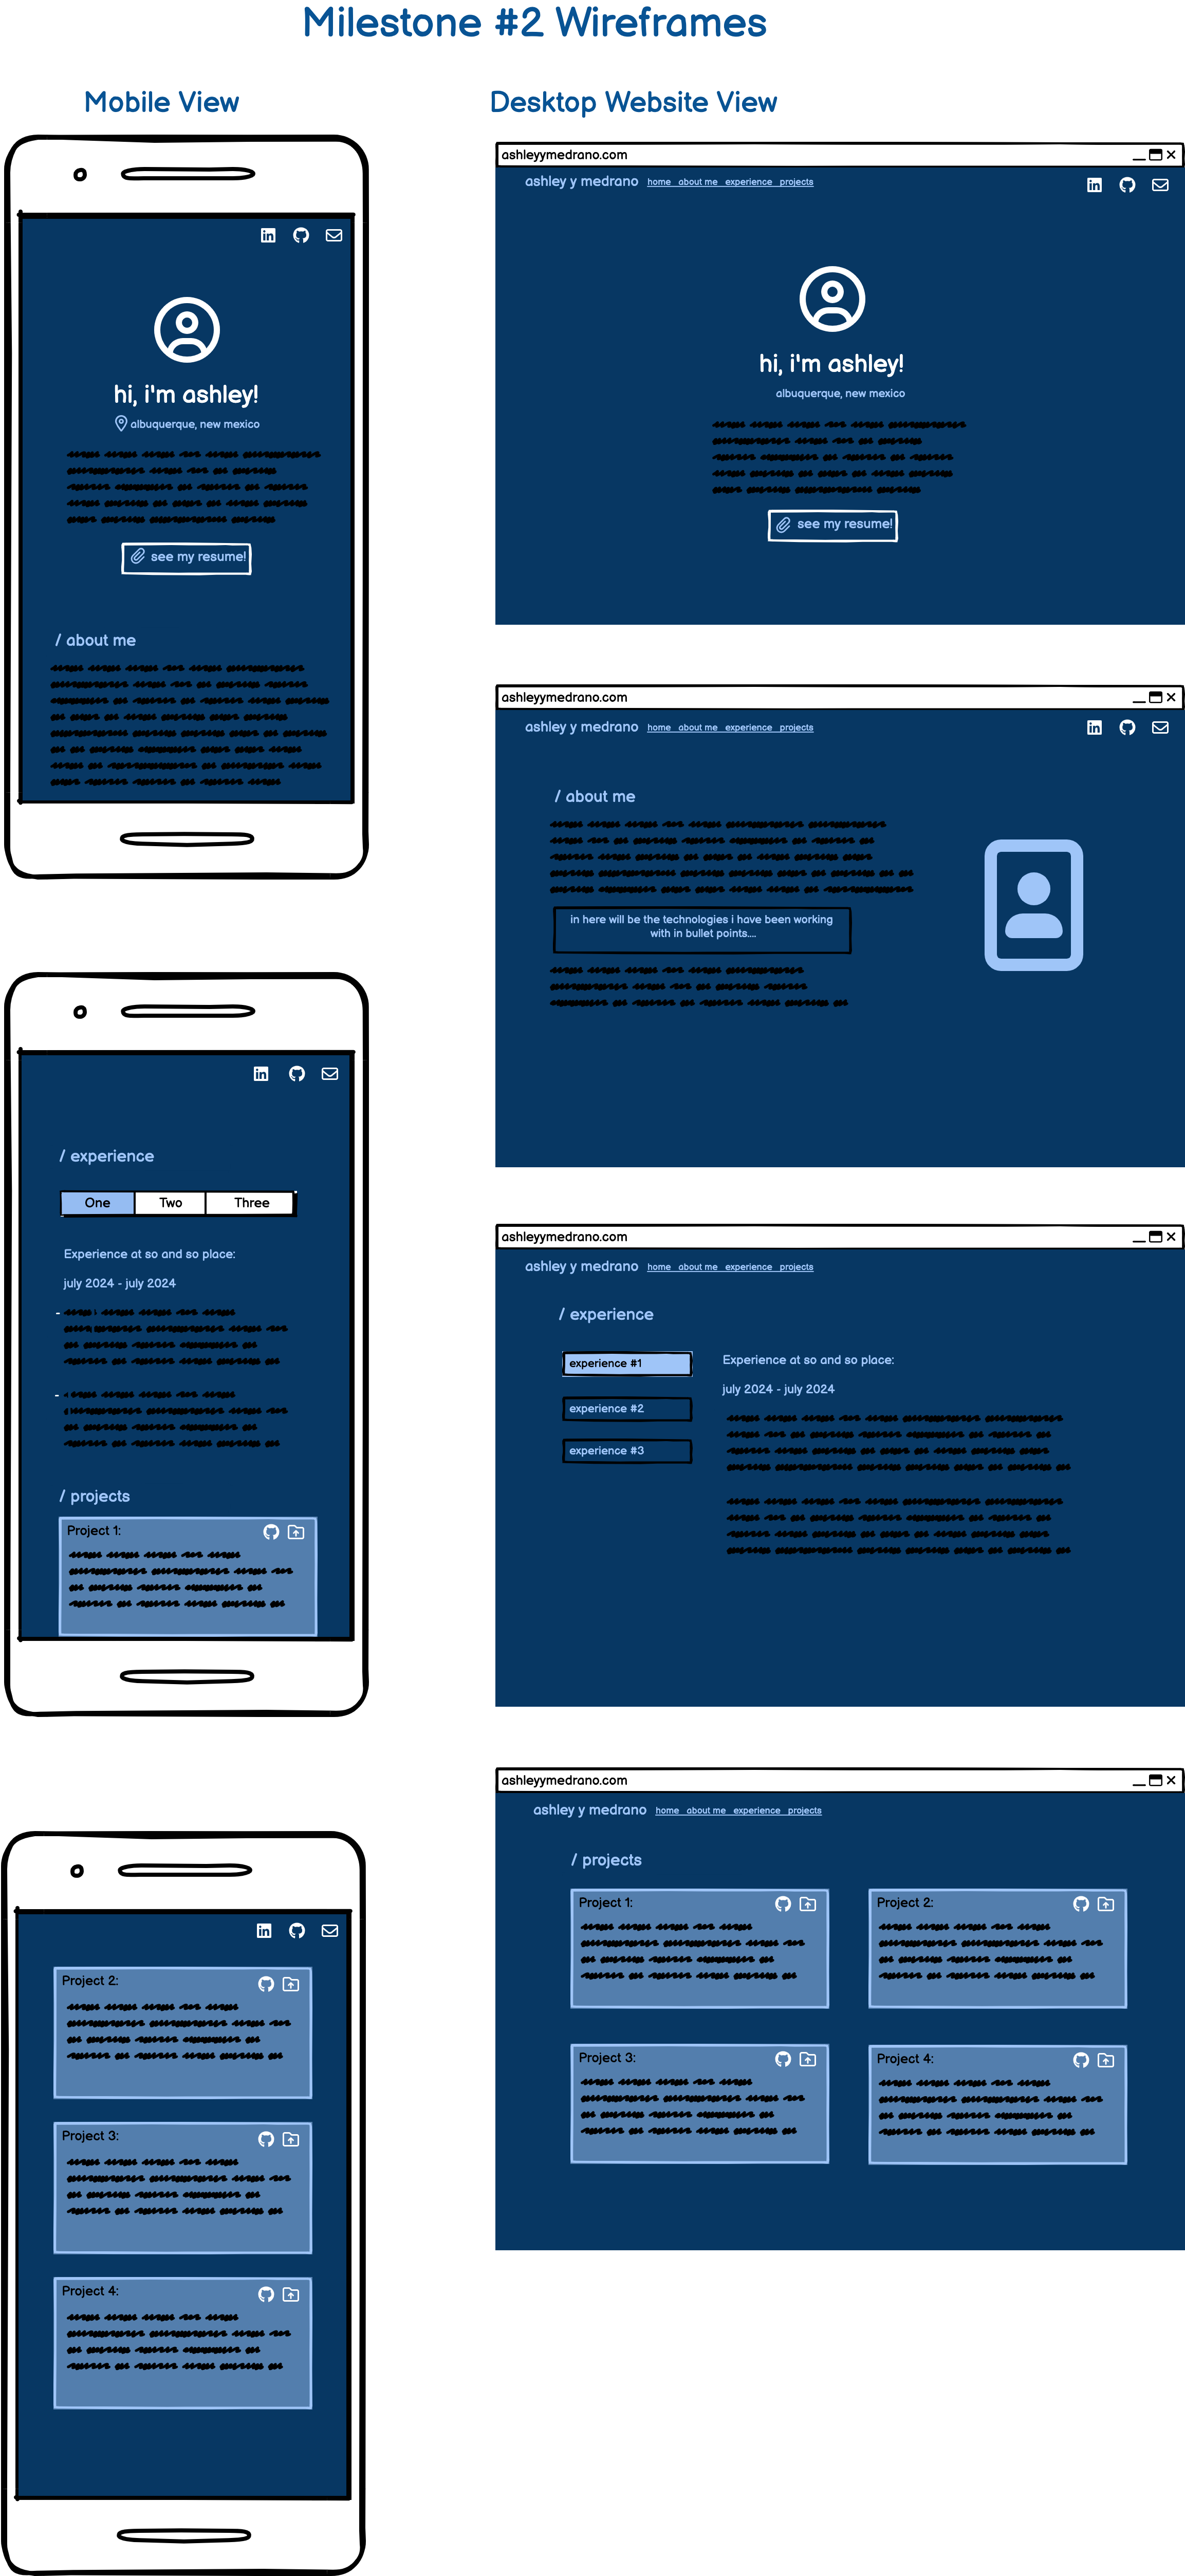 Milestone #2 Wireframes
Mobile View
hi, i'm ashley!
albuquerque, new mexico
see my resume!
/ about me
/ experience
One Two Three
Experience at so and so place:
july 2024 - july 2024
-
-
/ projects
Project 1:
Project 2:
Project 3:
Project 4:
Desktop Website View
ashleyymedrano.com
ashley y medrano home about me experience projects
hi, i'm ashley!
albuquerque, new mexico
see my resume!
ashleyymedrano.com
ashley y medrano home about me experience projects
/ about me
in here will be the technologies i have been working
with in bullet points....
ashleyymedrano.com
ashley y medrano home about me experience projects
/ experience
experience #1
experience #2
experience #3
Experience at so and so place:
july 2024 - july 2024
ashleyymedrano.com
ashley y medrano home about me experience projects
/ projects
Project 1:
Project 2:
Project 3:
Project 4: